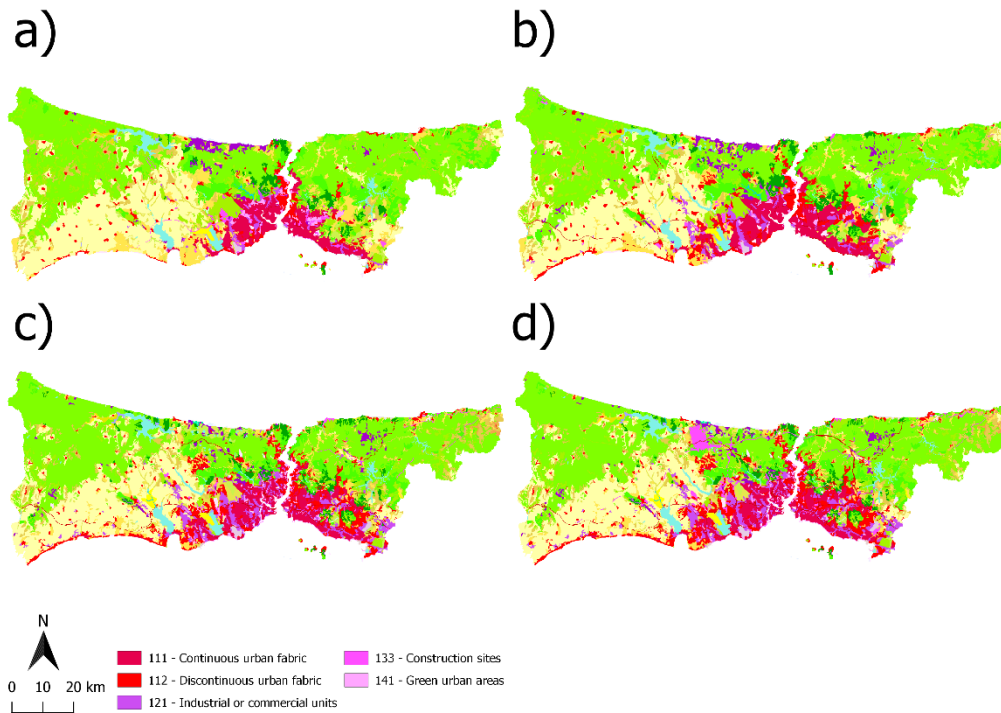 a)
b)
c)
d)
N
0 10 20 km
111 - Continuous urban fabric
112 - Discontinuous urban fabric
121 - Industrial or commercial units
133 - Construction sites
141 - Green urban areas